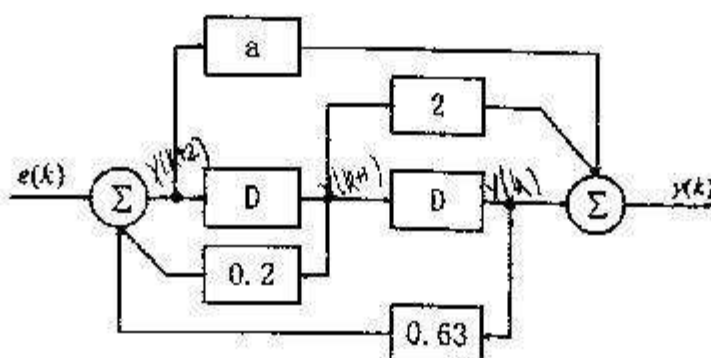 a
2
e(k)
Σ
y(k+2)
D
y(k+1)
D
y(k)
Σ
y(k)
0.2
0.63